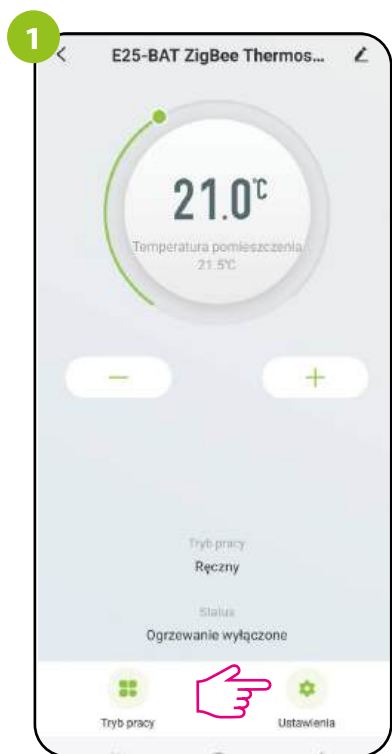 1
E25-BAT ZigBee Thermos...
21.0°C
Temperatura pomieszczenia
21.5°C
Tryb pracy
Ręczny
Status
Ogrzewanie wyłączone
Tryb pracy Ustawienia